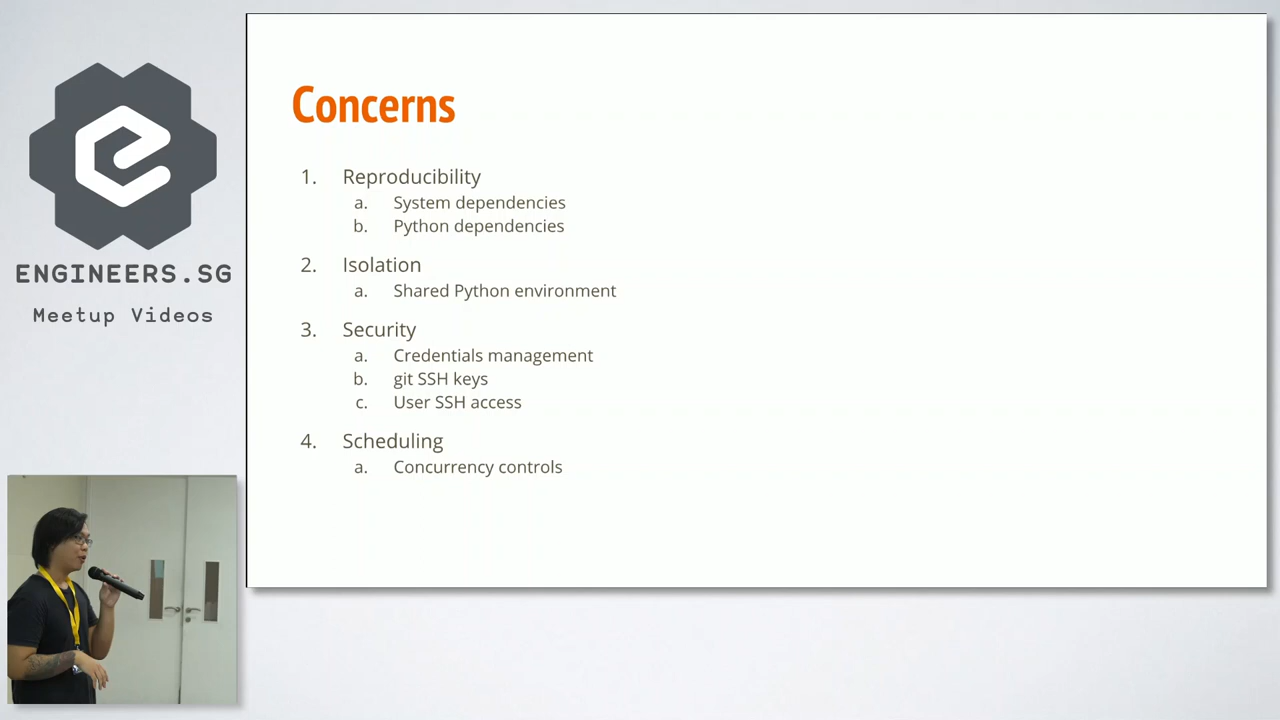 ENGINEERS.SG
Meetup Videos
Concerns
1. Reproducibility
a. System dependencies
b. Python dependencies
2. Isolation
a. Shared Python environment
3. Security
a. Credentials management
b. git SSH keys
c. User SSH access
4. Scheduling
a. Concurrency controls